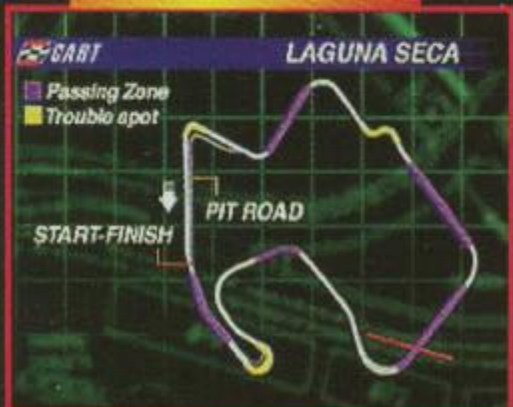 CART
LAGUNA SECA
Passing Zone
Trouble spot
PIT ROAD
START-FINISH